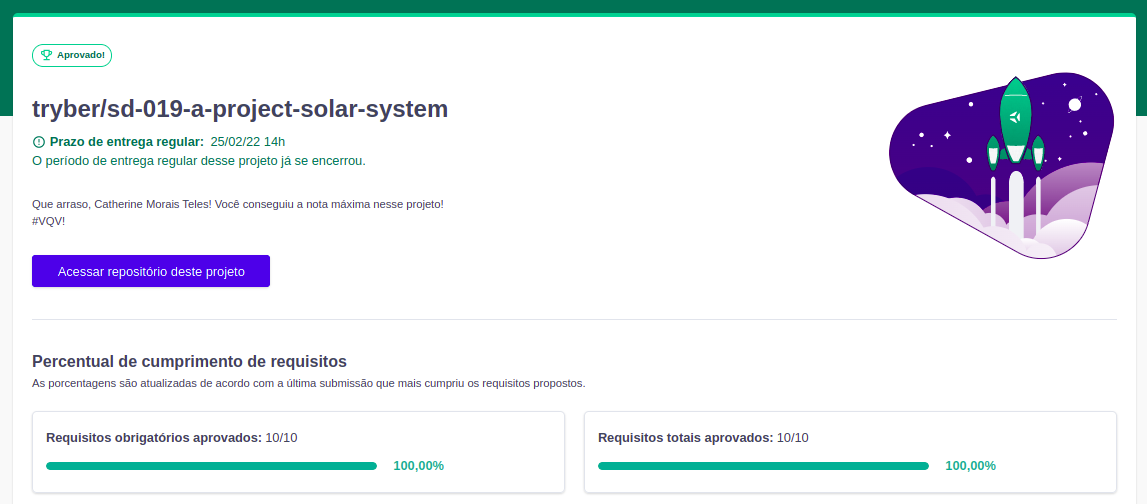 Aprovado!
tryber/sd-019-a-project-solar-system
Prazo de entrega regular: 25/02/22 14h
O período de entrega regular desse projeto já se encerrou.
Que arraso, Catherine Morais Teles! Você conseguiu a nota máxima nesse projeto!
#VQV!
Acessar repositório deste projeto
Percentual de cumprimento de requisitos
As porcentagens são atualizadas de acordo com a última submissão que mais cumpriu os requisitos propostos.
Requisitos obrigatórios aprovados: 10/10
100,00%
Requisitos totais aprovados: 10/10
100,00%